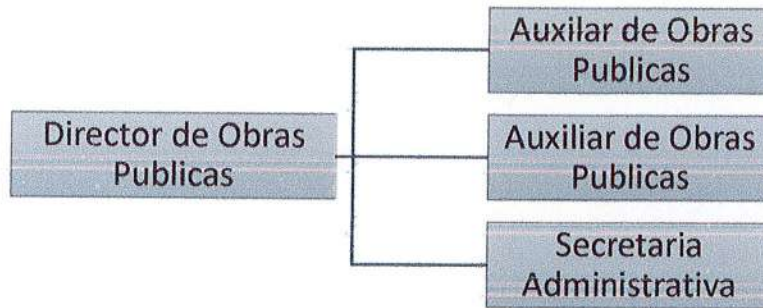 Auxilar de Obras
Publicas
Director de Obras
Publicas
Auxiliar de Obras
Publicas
Secretaria
Administrativa